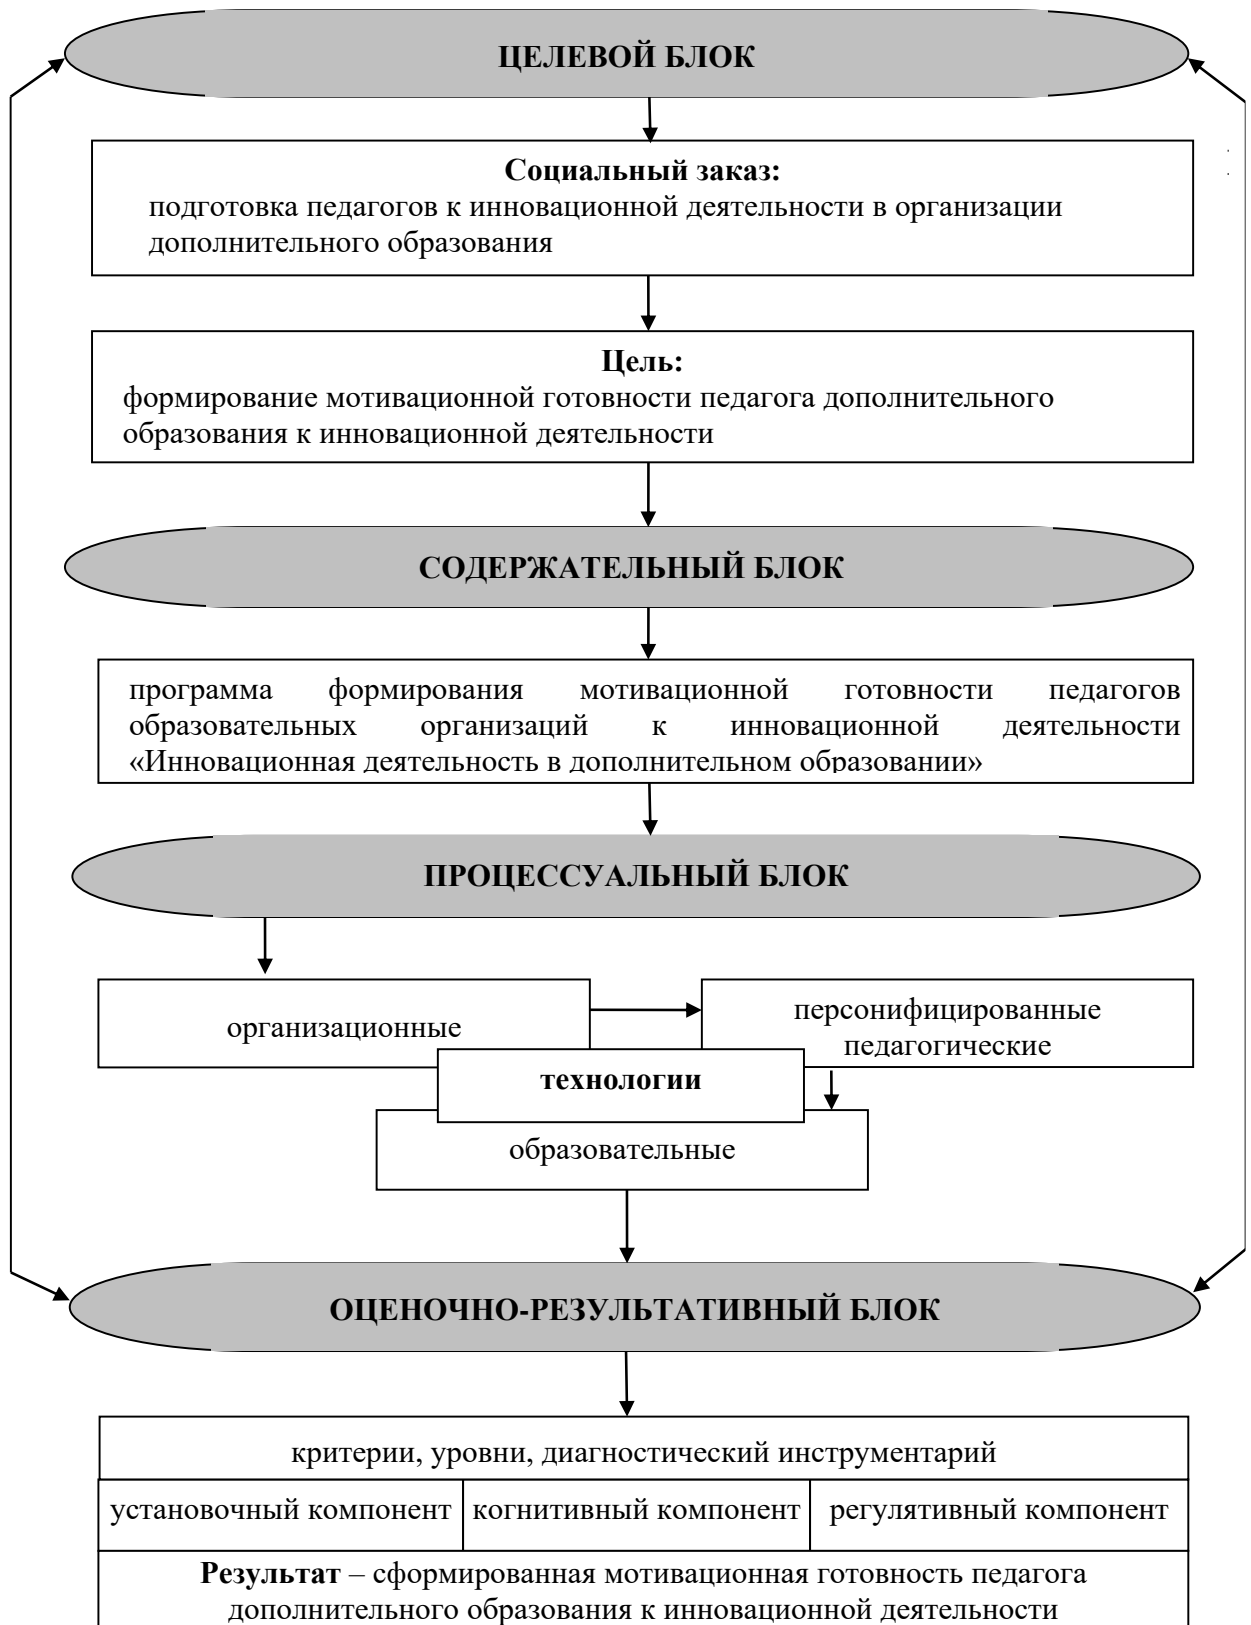 ЦЕЛЕВОЙ БЛОК
Социальный заказ:
подготовка педагогов к инновационной деятельности в организации
дополнительного образования
Цель:
формирование мотивационной готовности педагога дополнительного
образования к инновационной деятельности
СОДЕРЖАТЕЛЬНЫЙ БЛОК
программа формирования мотивационной готовности педагогов
образовательных организаций к инновационной деятельности
«Инновационная деятельность в дополнительном образовании»
ПРОЦЕССУАЛЬНЫЙ БЛОК
организационные
персонифицированные
педагогические
технологии
образовательные
ОЦЕНОЧНО-РЕЗУЛЬТАТИВНЫЙ БЛОК
критерии, уровни, диагностический инструментарий
установочный компонент
когнитивный компонент
регулятивный компонент
Результат – сформированная мотивационная готовность педагога
дополнительного образования к инновационной деятельности